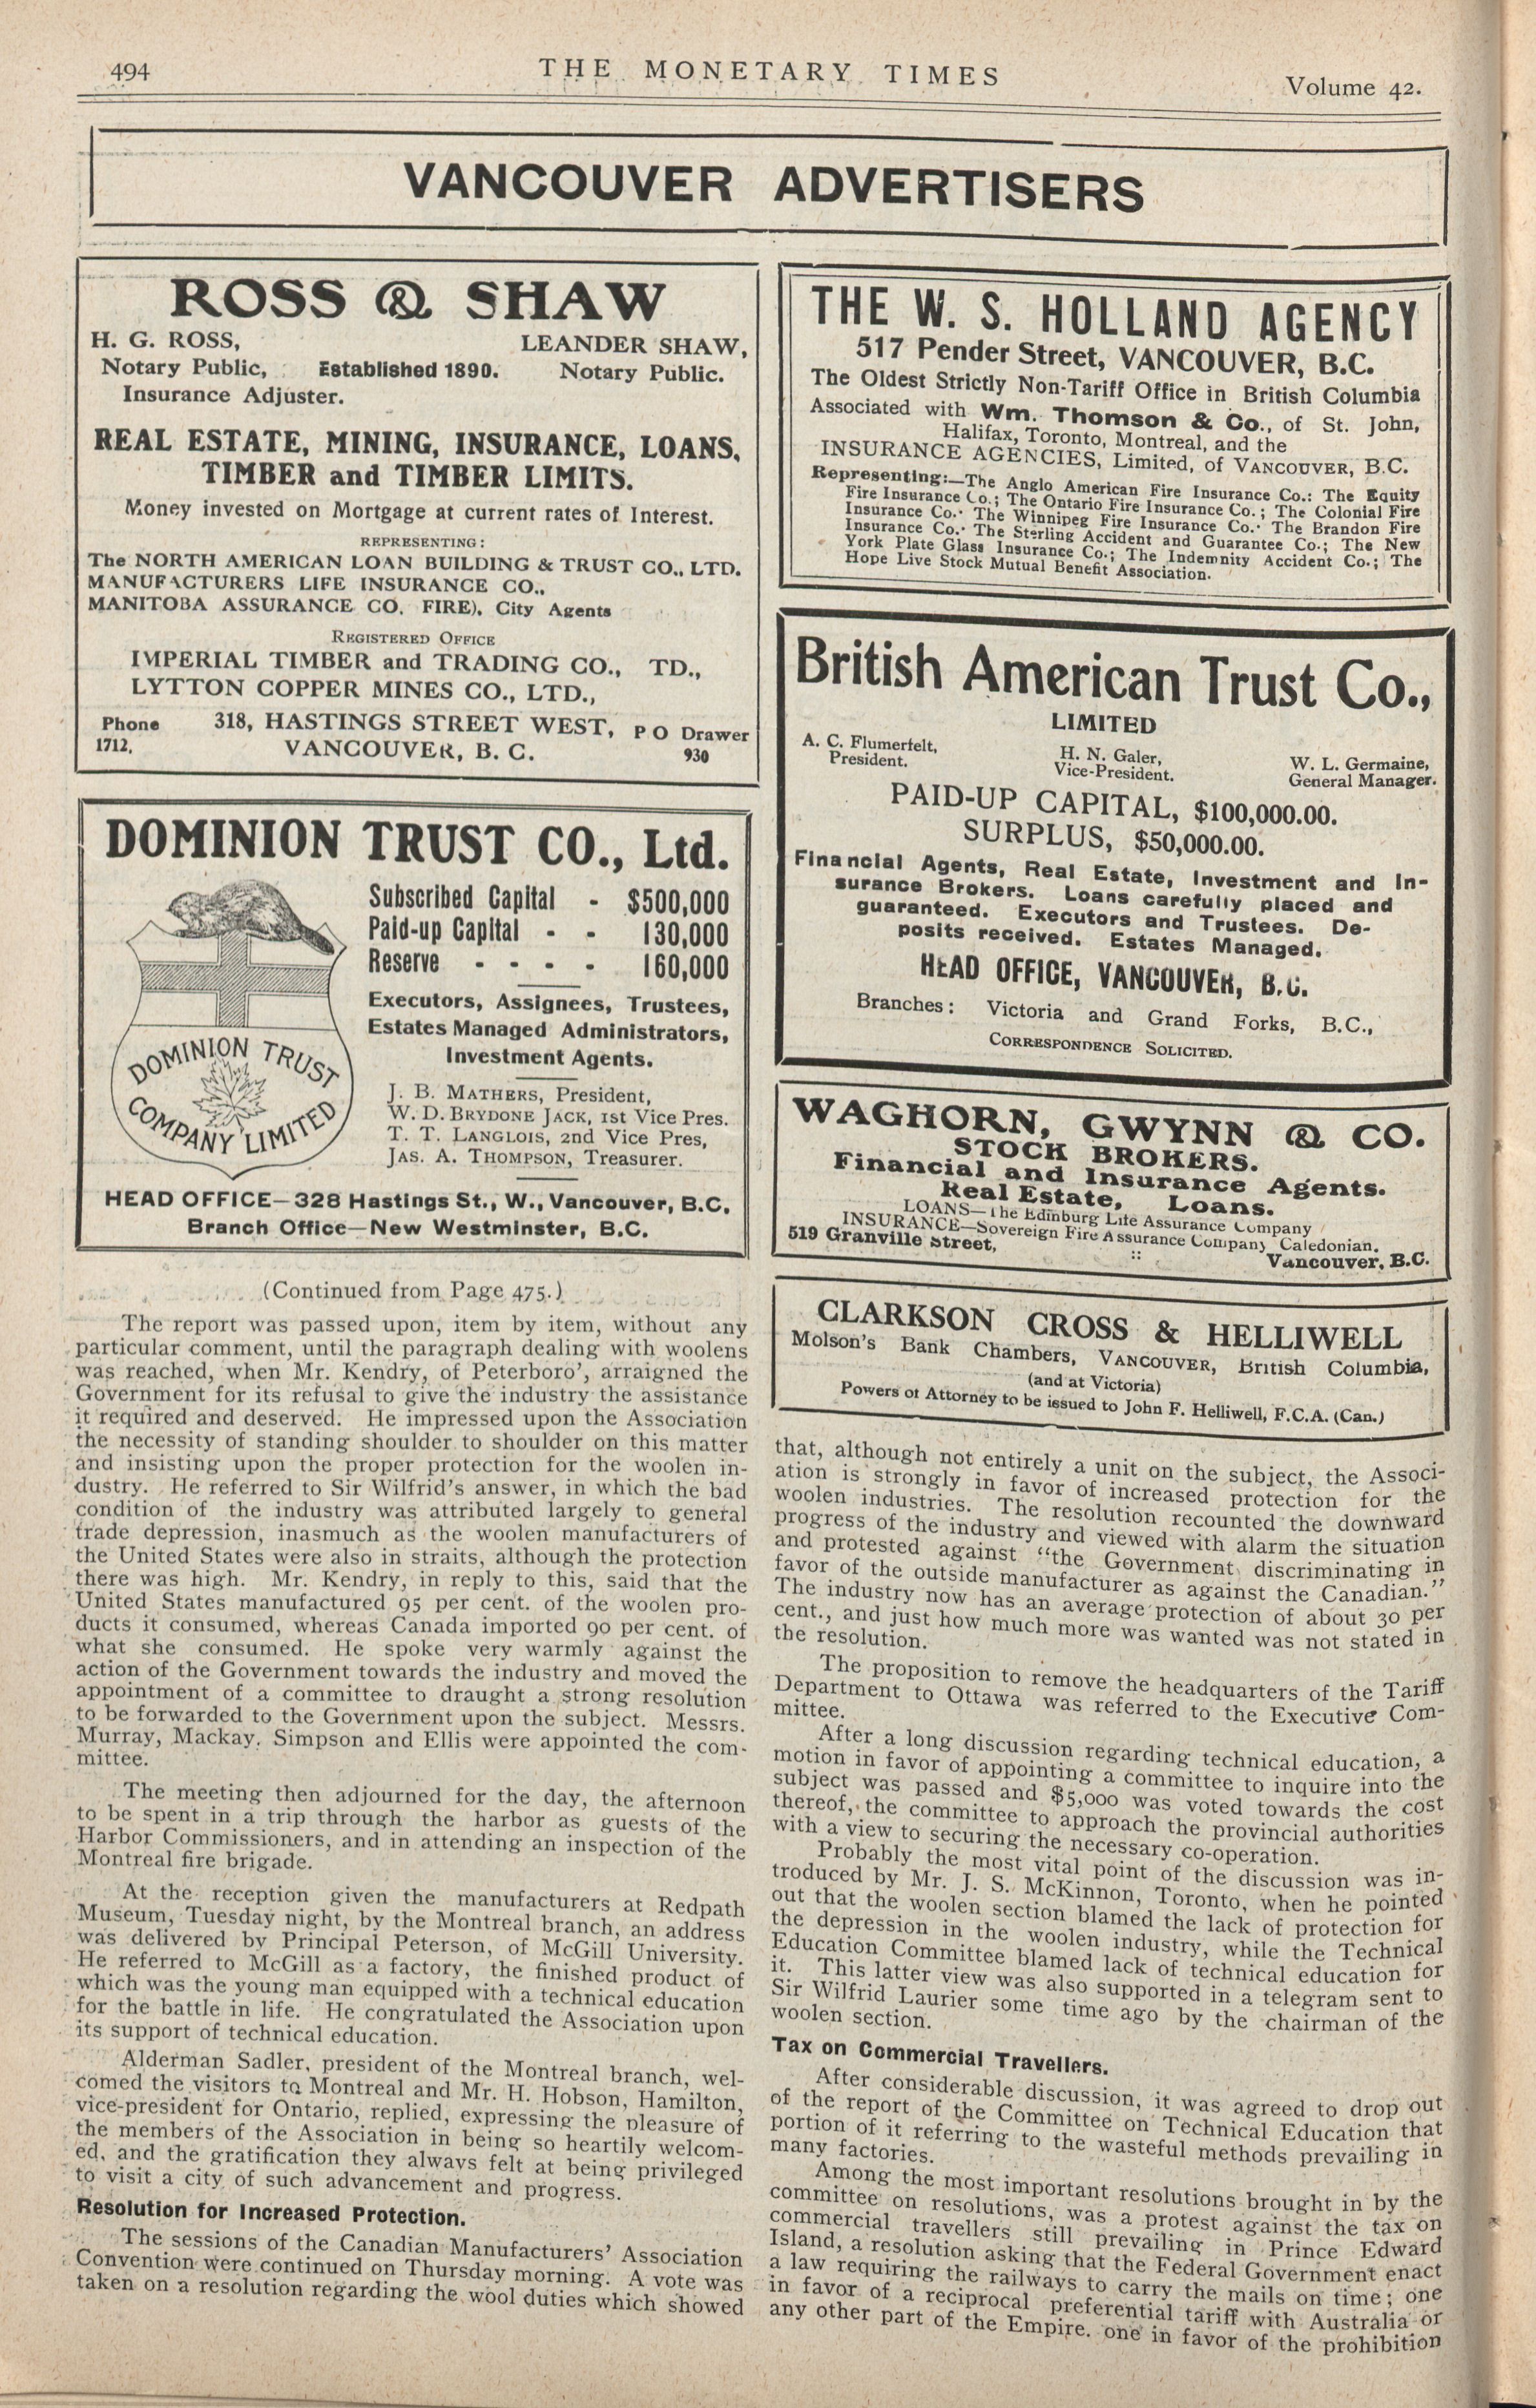 494
THE MONETARY TIMES
Volume 42.
VANCOUVER ADVERTISERS
ROSS & SHAW
H. G. ROSS,
LEANDER SHAW,
Notary Public, Established 1890. Notary Public.
Insurance Adjuster.
REAL ESTATE, MINING, INSURANCE, LOANS,
TIMBER and TIMBER LIMITS.
Money invested on Mortgage at current rates of Interest.
REPRESENTING:
The NORTH AMERICAN LOAN BUILDING & TRUST CO., LTD.
MANUFACTURERS LIFE INSURANCE CO.,
MANITOBA ASSURANCE CO. FIRE), City Agents
REGISTERED OFFICE
IMPERIAL TIMBER and TRADING CO., TD.,
LYTTON COPPER MINES CO., LTD.,
Phone 318, HASTINGS STREET WEST, P O Drawer
1712, VANCOUVER, B. C. 930
DOMINION TRUST CO., Ltd.
Subscribed Capital - $500,000
Paid-up Capital - - 130,000
Reserve - - - - 160,000
Executors, Assignees, Trustees,
Estates Managed Administrators,
Investment Agents.
J. B. MATHERS, President,
W. D. BRYDONE JACK, 1st Vice Pres.
T. T. LANGLOIS, 2nd Vice Pres,
JAS. A. THOMPSON, Treasurer.
DOMINION TRUST
COMPANY LIMITED
HEAD OFFICE—328 Hastings St., W., Vancouver, B.C.
Branch Office—New Westminster, B.C.
(Continued from Page 475.)
The report was passed upon, item by item, without any
particular comment, until the paragraph dealing with woolens
was reached, when Mr. Kendry, of Peterboro', arraigned the
Government for its refusal to give the industry the assistance
it required and deserved. He impressed upon the Association
the necessity of standing shoulder to shoulder on this matter
and insisting upon the proper protection for the woolen in-
dustry. He referred to Sir Wilfrid's answer, in which the bad
condition of the industry was attributed largely to general
trade depression, inasmuch as the woolen manufacturers of
the United States were also in straits, although the protection
there was high. Mr. Kendry, in reply to this, said that the
United States manufactured 95 per cent. of the woolen pro-
ducts it consumed, whereas Canada imported 90 per cent. of
what she consumed. He spoke very warmly against the
action of the Government towards the industry and moved the
appointment of a committee to draught a strong resolution
to be forwarded to the Government upon the subject. Messrs.
Murray, Mackay, Simpson and Ellis were appointed the com-
mittee.
The meeting then adjourned for the day, the afternoon
to be spent in a trip through the harbor as guests of the
Harbor Commissioners, and in attending an inspection of the
Montreal fire brigade.
At the reception given the manufacturers at Redpath
Museum, Tuesday night, by the Montreal branch, an address
was delivered by Principal Peterson, of McGill University.
He referred to McGill as a factory, the finished product of
which was the young man equipped with a technical education
for the battle in life. He congratulated the Association upon
its support of technical education.
Alderman Sadler, president of the Montreal branch, wel-
comed the visitors to Montreal and Mr. H. Hobson, Hamilton,
vice-president for Ontario, replied, expressing the pleasure of
the members of the Association in being so heartily welcom-
ed, and the gratification they always felt at being privileged
to visit a city of such advancement and progress.
Resolution for Increased Protection.
The sessions of the Canadian Manufacturers' Association
Convention were continued on Thursday morning. A vote was
taken on a resolution regarding the wool duties which showed
THE W. S. HOLLAND AGENCY
517 Pender Street, VANCOUVER, B.C.
The Oldest Strictly Non-Tariff Office in British Columbia
Associated with Wm. Thomson & Co., of St. John,
Halifax, Toronto, Montreal, and the
INSURANCE AGENCIES, Limited, of VANCOUVER, B.C.
Representing:—The Anglo American Fire Insurance Co.: The Equity
Fire Insurance Co.; The Ontario Fire Insurance Co.; The Colonial Fire
Insurance Co.· The Winnipeg Fire Insurance Co.· The Brandon Fire
Insurance Co.· The Sterling Accident and Guarantee Co.; The New
York Plate Glass Insurance Co.; The Indemnity Accident Co.; The
Hope Live Stock Mutual Benefit Association.
British American Trust Co.,
LIMITED
A. C. Flumerfelt, H. N. Galer, W. L. Germaine,
President. Vice-President. General Manager.
PAID-UP CAPITAL, $100,000.00.
SURPLUS, $50,000.00.
Financial Agents, Real Estate, Investment and In-
surance Brokers. Loans carefully placed and
guaranteed. Executors and Trustees. De-
posits received. Estates Managed.
HEAD OFFICE, VANCOUVER, B.C.
Branches: Victoria and Grand Forks, B.C.,
CORRESPONDENCE SOLICITED.
WAGHORN, GWYNN & CO.
STOCK BROKERS.
Financial and Insurance Agents.
Real Estate, Loans.
LOANS—The Edinburg Life Assurance Company
INSURANCE—Sovereign Fire Assurance Company Caledonian.
519 Granville Street, :: Vancouver, B.C.
CLARKSON CROSS & HELLIWELL
Molson's Bank Chambers, VANCOUVER, British Columbia,
(and at Victoria)
Powers of Attorney to be issued to John F. Helliwell, F.C.A. (Can.)
that, although not entirely a unit on the subject, the Associ-
ation is strongly in favor of increased protection for the
woolen industries. The resolution recounted the downward
progress of the industry and viewed with alarm the situation
and protested against "the Government discriminating in
favor of the outside manufacturer as against the Canadian."
The industry now has an average protection of about 30 per
cent., and just how much more was wanted was not stated in
the resolution.
The proposition to remove the headquarters of the Tariff
Department to Ottawa was referred to the Executive Com-
mittee.
After a long discussion regarding technical education, a
motion in favor of appointing a committee to inquire into the
subject was passed and $5,000 was voted towards the cost
thereof, the committee to approach the provincial authorities
with a view to securing the necessary co-operation.
Probably the most vital point of the discussion was in-
troduced by Mr. J. S. McKinnon, Toronto, when he pointed
out that the woolen section blamed the lack of protection for
the depression in the woolen industry, while the Technical
Education Committee blamed lack of technical education for
it. This latter view was also supported in a telegram sent to
Sir Wilfrid Laurier some time ago by the chairman of the
woolen section.
Tax on Commercial Travellers.
After considerable discussion, it was agreed to drop out
of the report of the Committee on Technical Education that
portion of it referring to the wasteful methods prevailing in
many factories.
Among the most important resolutions brought in by the
committee on resolutions, was a protest against the tax on
commercial travellers still prevailing in Prince Edward
Island, a resolution asking that the Federal Government enact
a law requiring the railways to carry the mails on time; one
in favor of a reciprocal preferential tariff with Australia or
any other part of the Empire, one in favor of the prohibition